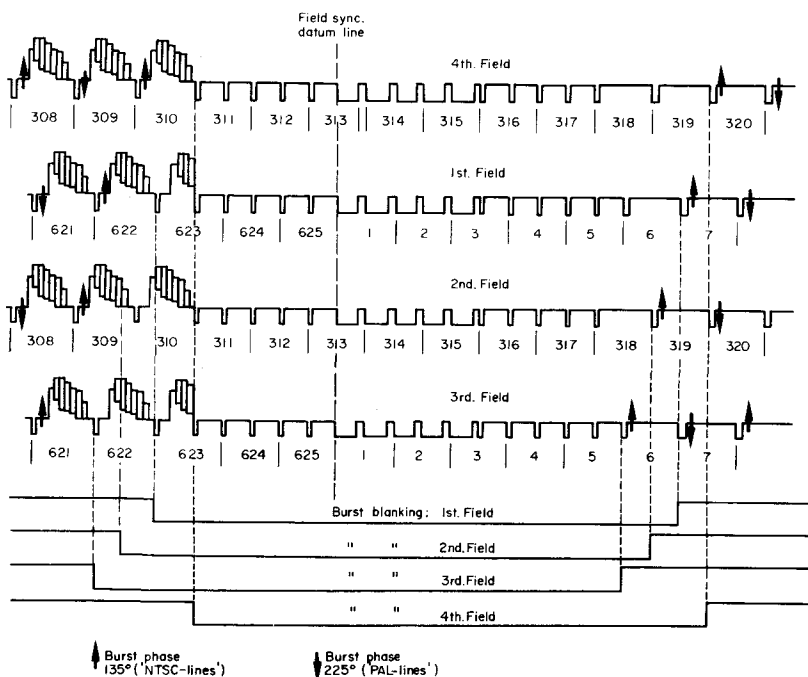 Field sync.
datum line
4th. Field
308 309 310 311 312 313 314 315 316 317 318 319 320
1st. Field
621 622 623 624 625 1 2 3 4 5 6 7
2nd. Field
308 309 310 311 312 313 314 315 316 317 318 319 320
3rd. Field
621 622 623 624 625 1 2 3 4 5 6 7
Burst blanking: 1st. Field
" " 2nd. Field
" " 3rd. Field
" " 4th. Field
Burst phase
135° ('NTSC-lines')
Burst phase
225° ('PAL-lines')